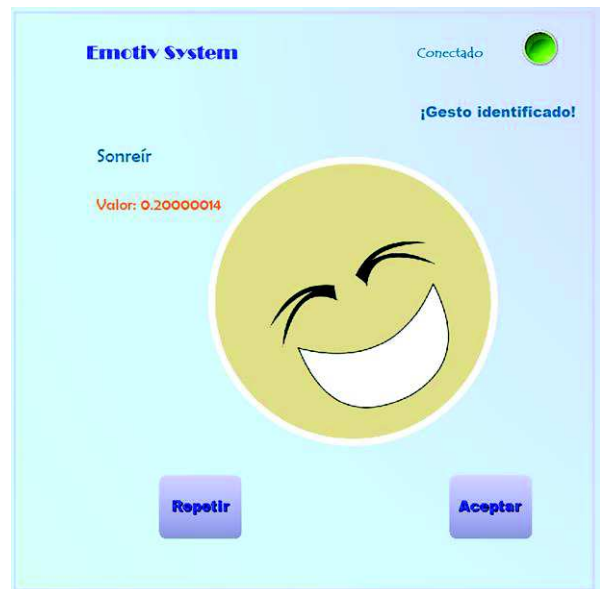 Emotiv System
Conectado
¡Gesto identificado!
Sonreír
Valor: 0.20000014
Repetir
Aceptar